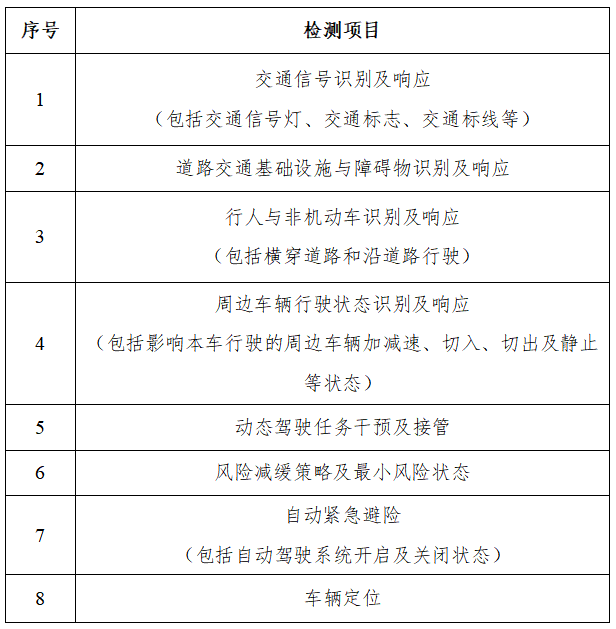 序号 检测项目
1 交通信号识别及响应
（包括交通信号灯、交通标志、交通标线等）
2 道路交通基础设施与障碍物识别及响应
3 行人与非机动车识别及响应
（包括横穿道路和沿道路行驶）
4 周边车辆行驶状态识别及响应
（包括影响本车行驶的周边车辆加减速、切入、切出及静止
等状态）
5 动态驾驶任务干预及接管
6 风险减缓策略及最小风险状态
7 自动紧急避险
（包括自动驾驶系统开启及关闭状态）
8 车辆定位